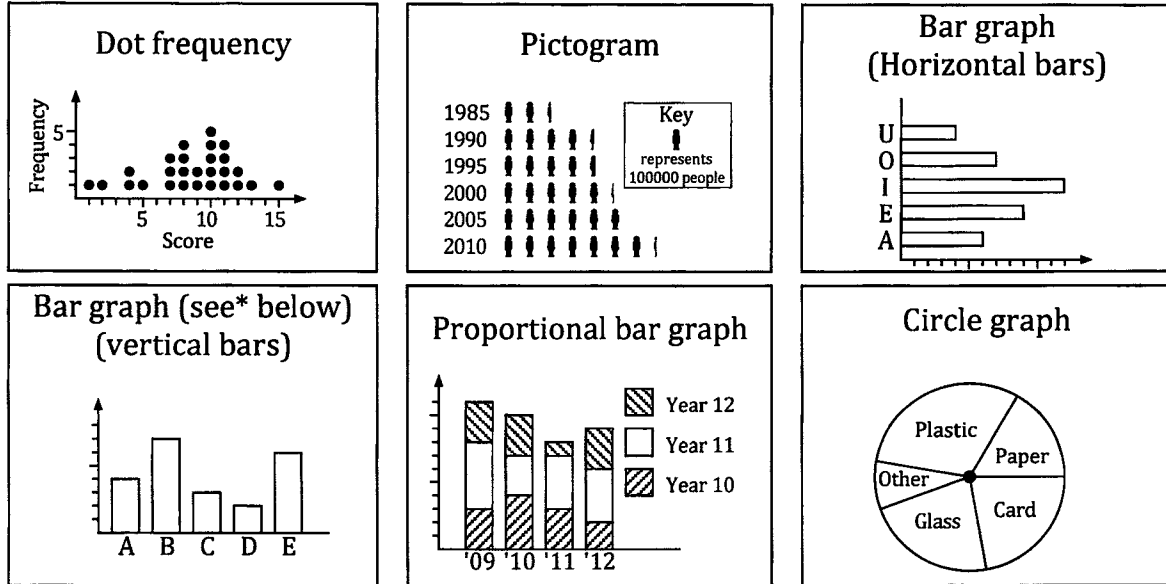 Dot frequency
Frequency
5
5 10 15
Score
Pictogram
1985
1990
1995
2000
2005
2010
Key
represents
100000 people
Bar graph
(Horizontal bars)
U
O
I
E
A
Bar graph (see* below)
(vertical bars)
A B C D E
Proportional bar graph
Year 12
Year 11
Year 10
'09 '10 '11 '12
Circle graph
Plastic
Paper
Other
Glass
Card